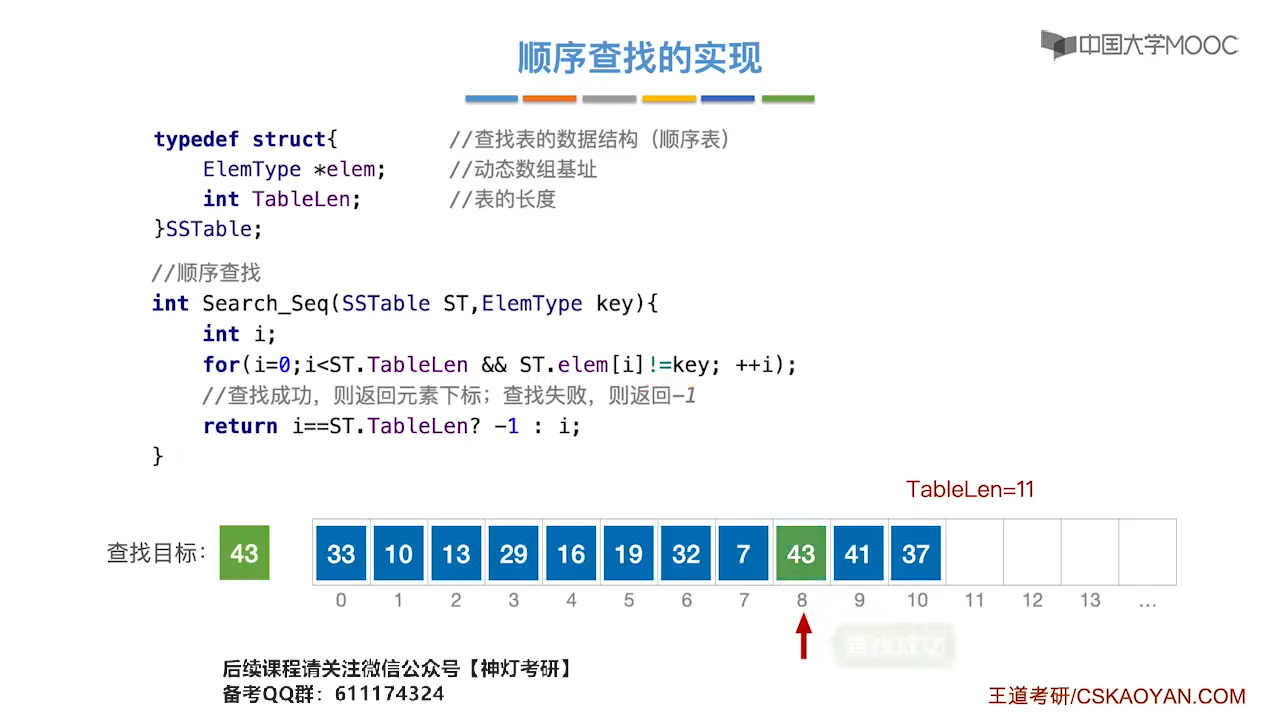 顺序查找的实现
中国大学MOOC
typedef struct{ //查找表的数据结构（顺序表）
ElemType *elem; //动态数组基址
int TableLen; //表的长度
}SSTable;
//顺序查找
int Search_Seq(SSTable ST,ElemType key){
int i;
for(i=0;i<ST.TableLen && ST.elem[i]!=key; ++i);
//查找成功，则返回元素下标；查找失败，则返回-1
return i==ST.TableLen? -1 : i;
}
TableLen=11
查找目标： 43 33 10 13 29 16 19 32 7 43 41 37
0 1 2 3 4 5 6 7 8 9 10 11 12 13 ...
查找成功
后续课程请关注微信公众号【神灯考研】
备考QQ群：611174324
王道考研/CSKAOYAN.COM